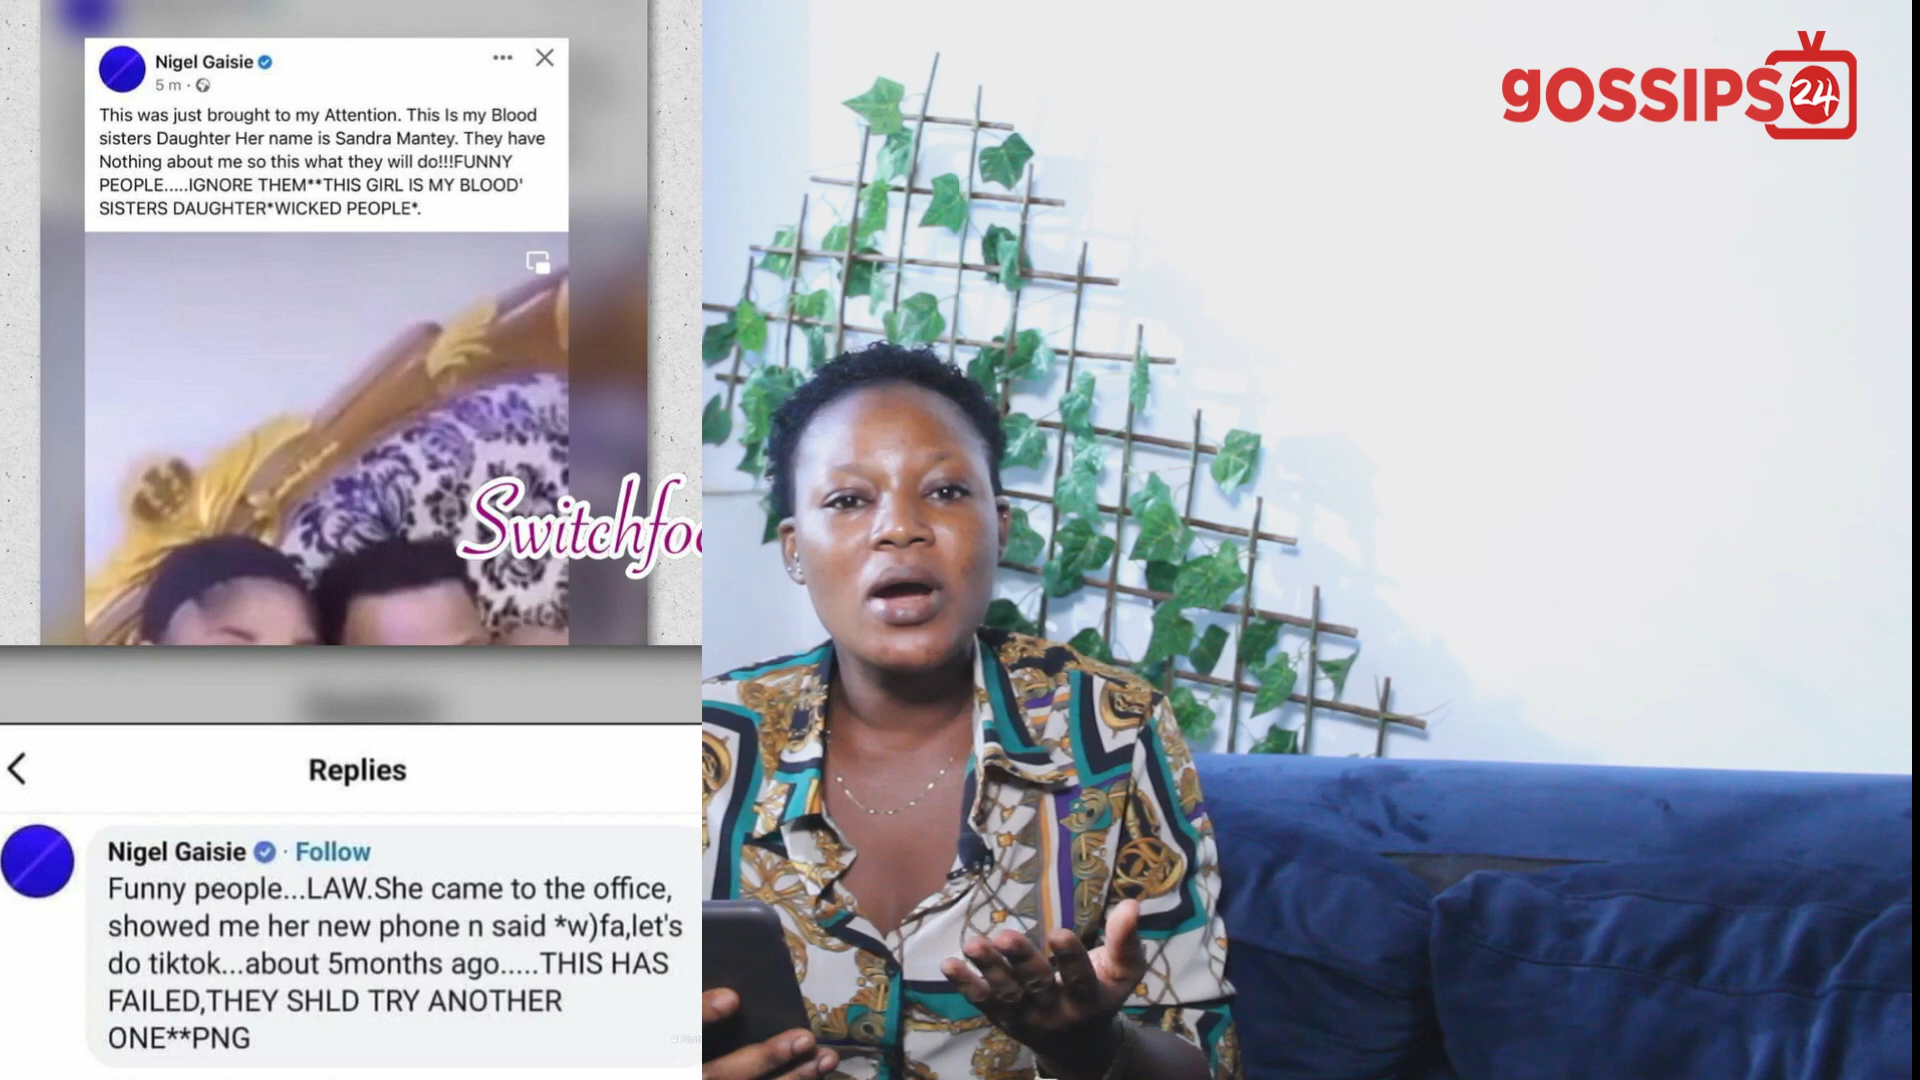 Nigel Gaisie
5 m ·
This was just brought to my Attention. This Is my Blood
sisters Daughter Her name is Sandra Mantey. They have
Nothing about me so this what they will do!!!FUNNY
PEOPLE.....IGNORE THEM**THIS GIRL IS MY BLOOD'
SISTERS DAUGHTER*WICKED PEOPLE*.
Switchfoc
Replies
Nigel Gaisie · Follow
Funny people...LAW.She came to the office,
showed me her new phone n said *w)fa,let's
do tiktok...about 5months ago.....THIS HAS
FAILED,THEY SHLD TRY ANOTHER
ONE**PNG
gOSSIPS24